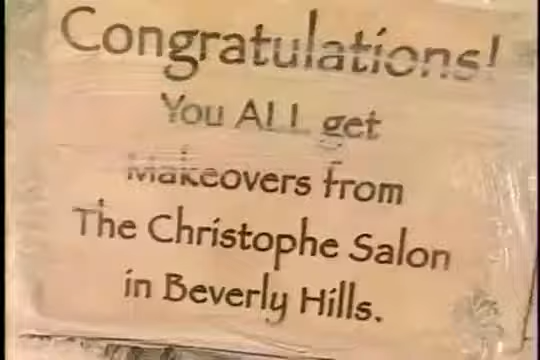 Congratulations!
You ALL get
Makeovers from
The Christophe Salon
in Beverly Hills.